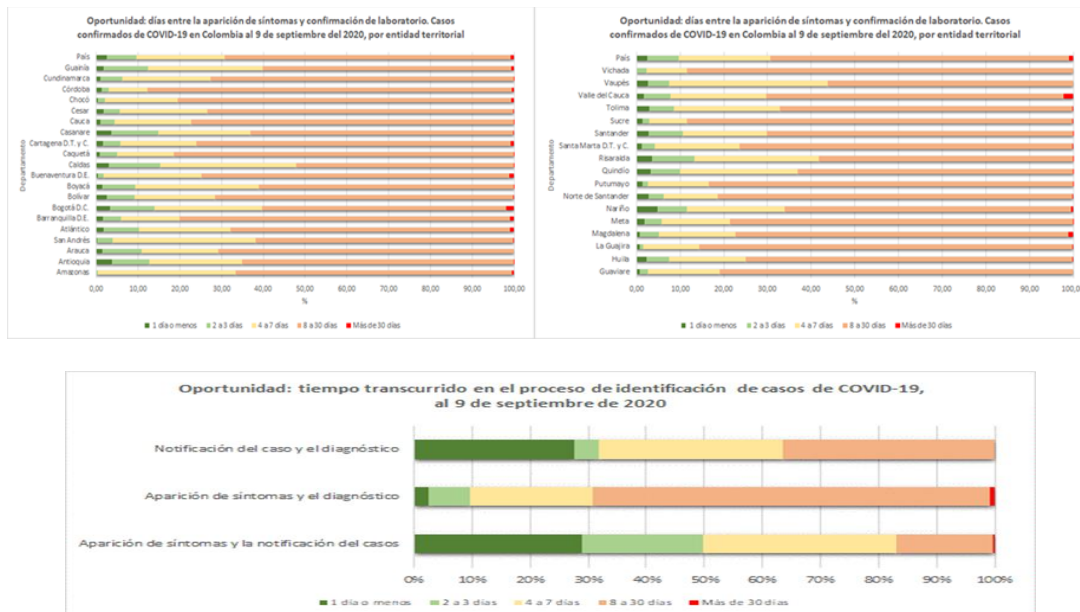 Oportunidad: días entre la aparición de síntomas y confirmación de laboratorio. Casos
confirmados de COVID-19 en Colombia al 9 de septiembre del 2020, por entidad territorial
Departamento
País
Guainía
Cundinamarca
Córdoba
Chocó
Cesar
Cauca
Casanare
Cartagena D.T. y C.
Caquetá
Caldas
Buenaventura D.E.
Boyacá
Bolívar
Bogotá D.C.
Barranquilla D.E.
Atlántico
San Andrés
Arauca
Antioquia
Amazonas
0,00 10,00 20,00 30,00 40,00 50,00 60,00 70,00 80,00 90,00 100,00
%
1 día o menos 2 a 3 días 4 a 7 días 8 a 30 días Más de 30 días
Oportunidad: días entre la aparición de síntomas y confirmación de laboratorio. Casos
confirmados de COVID-19 en Colombia al 9 de septiembre del 2020, por entidad territorial
Departamento
País
Vichada
Vaupés
Valle del Cauca
Tolima
Sucre
Santander
Santa Marta D.T. y C.
Risaralda
Quindío
Putumayo
Norte de Santander
Nariño
Meta
Magdalena
La Guajira
Huila
Guaviare
0,00 10,00 20,00 30,00 40,00 50,00 60,00 70,00 80,00 90,00 100,00
%
1 día o menos 2 a 3 días 4 a 7 días 8 a 30 días Más de 30 días
Oportunidad: tiempo transcurrido en el proceso de identificación de casos de COVID-19,
al 9 de septiembre de 2020
Notificación del caso y el diagnóstico
Aparición de síntomas y el diagnóstico
Aparición de síntomas y la notificación del casos
0% 10% 20% 30% 40% 50% 60% 70% 80% 90% 100%
1 día o menos 2 a 3 días 4 a 7 días 8 a 30 días Más de 30 días